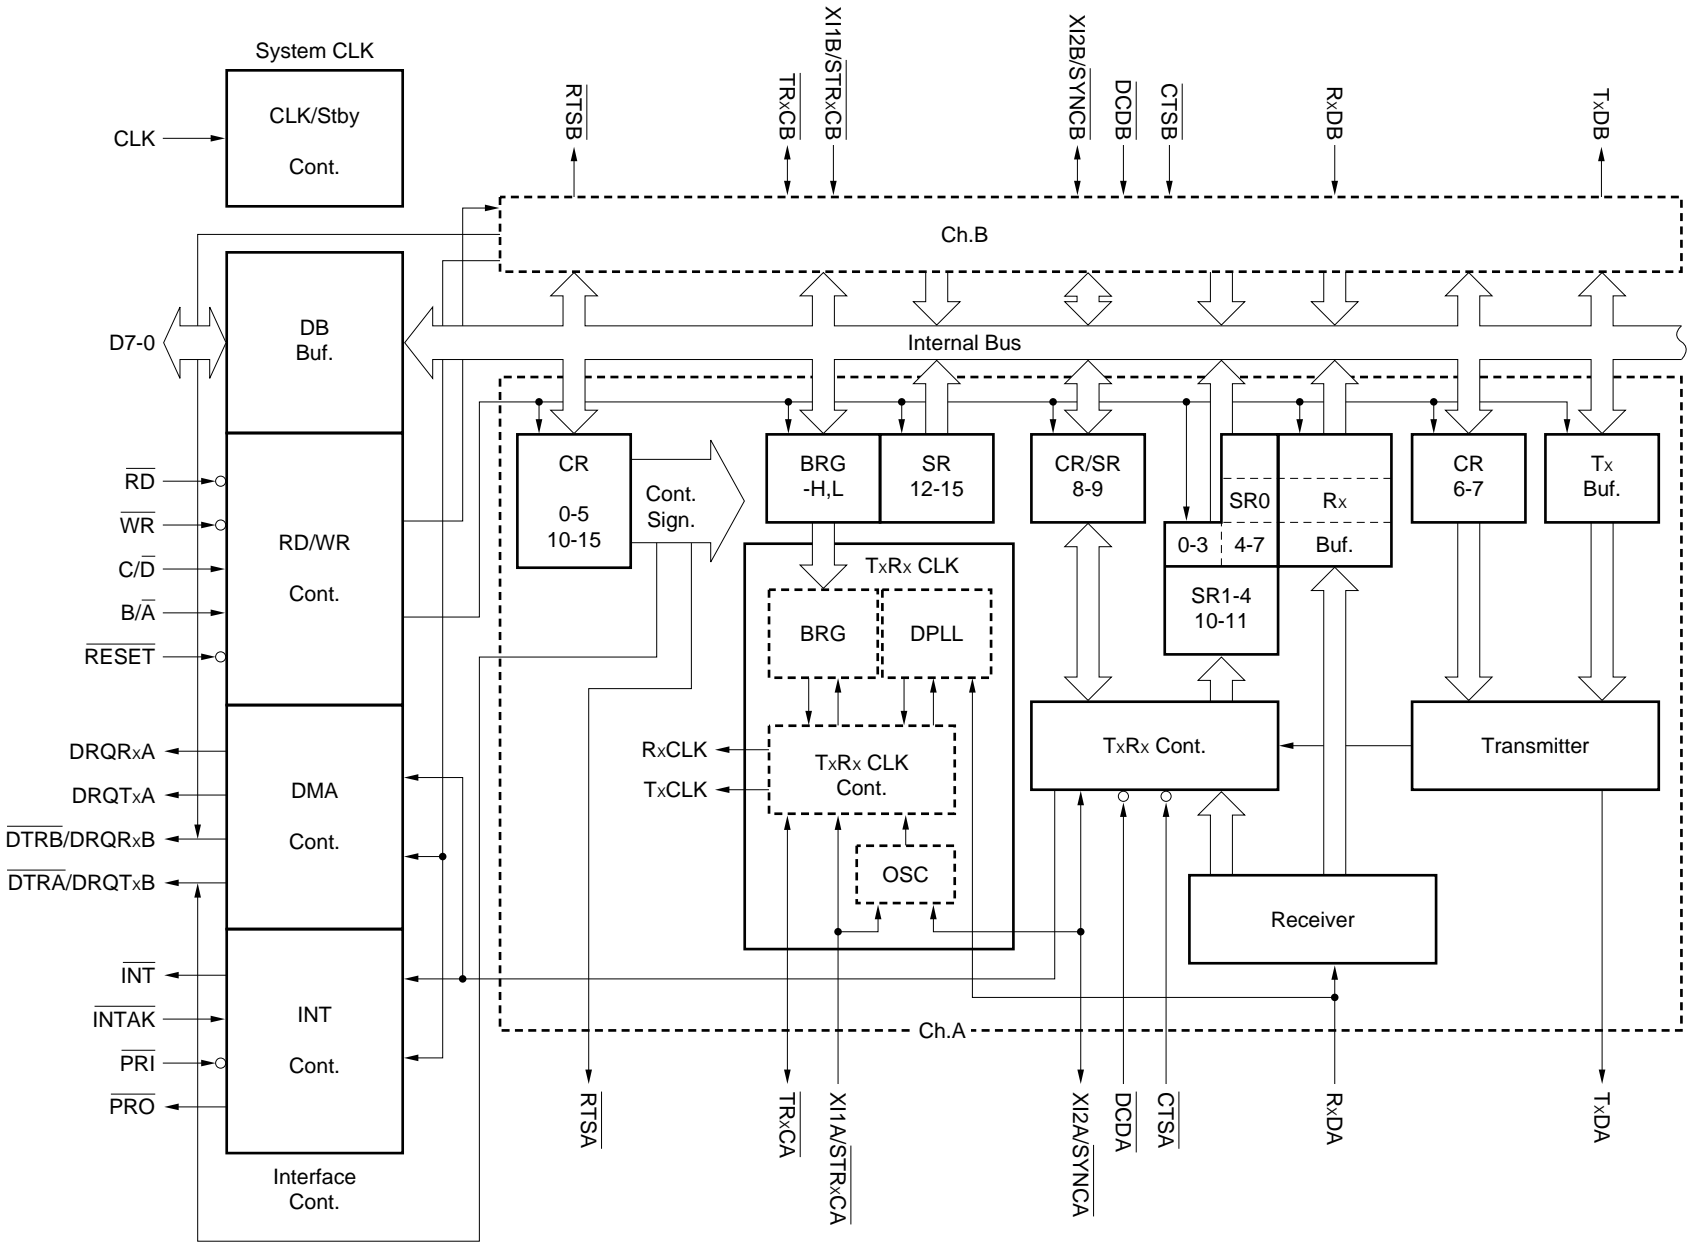 System CLK
CLK/Stby
Cont.
CLK
RTSB
TRxCB
XI1B/STRxCB
XI2B/SYNCB
DCDB
CTSB
RxDB
TxDB
Ch.B
D7-0
DB
Buf.
Internal Bus
RD
WR
C/D
B/A
RESET
RD/WR
Cont.
CR
0-5
10-15
Cont.
Sign.
BRG
-H,L
SR
12-15
CR/SR
8-9
SR0
Rx
0-3
4-7
Buf.
SR1-4
10-11
CR
6-7
Tx
Buf.
TxRx CLK
BRG
DPLL
RxCLK
TxCLK
TxRx CLK
Cont.
OSC
TxRx Cont.
Transmitter
Receiver
DRQRxA
DRQTxA
DTRB/DRQRxB
DTRA/DRQTxB
DMA
Cont.
INT
INTAK
PRI
PRO
INT
Cont.
Ch.A
Interface
Cont.
RTSA
TRxCA
XI1A/STRxCA
XI2A/SYNCA
DCDA
CTSA
RxDA
TxDA